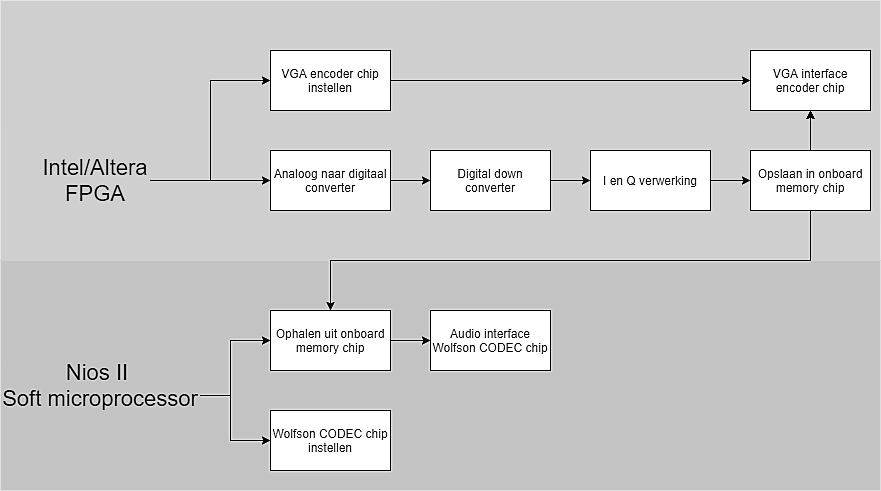 VGA encoder chip
instellen
VGA interface
encoder chip
Intel/Altera
FPGA
Analoog naar digitaal
converter
Digital down
converter
I en Q verwerking
Opslaan in onboard
memory chip
Nios II
Soft microprocessor
Ophalen uit onboard
memory chip
Audio interface
Wolfson CODEC chip
Wolfson CODEC chip
instellen